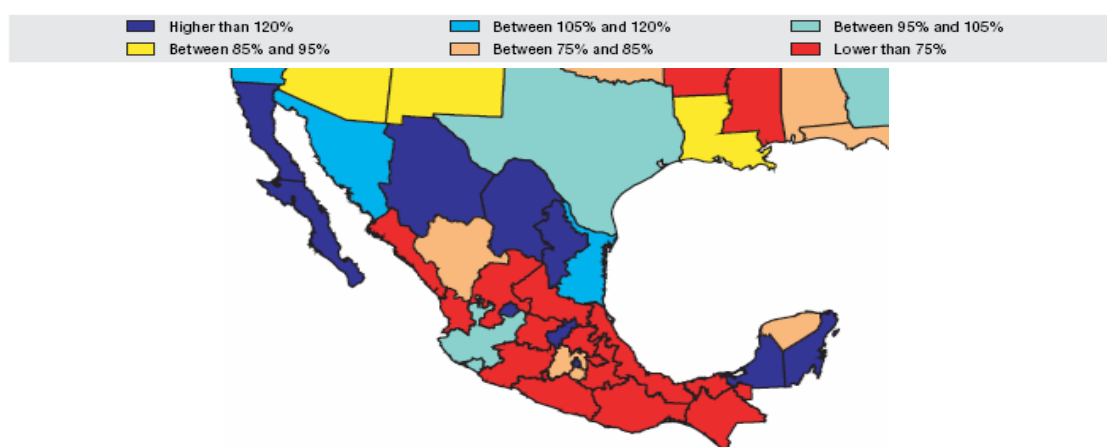 Higher than 120% Between 105% and 120% Between 95% and 105%
Between 85% and 95% Between 75% and 85% Lower than 75%